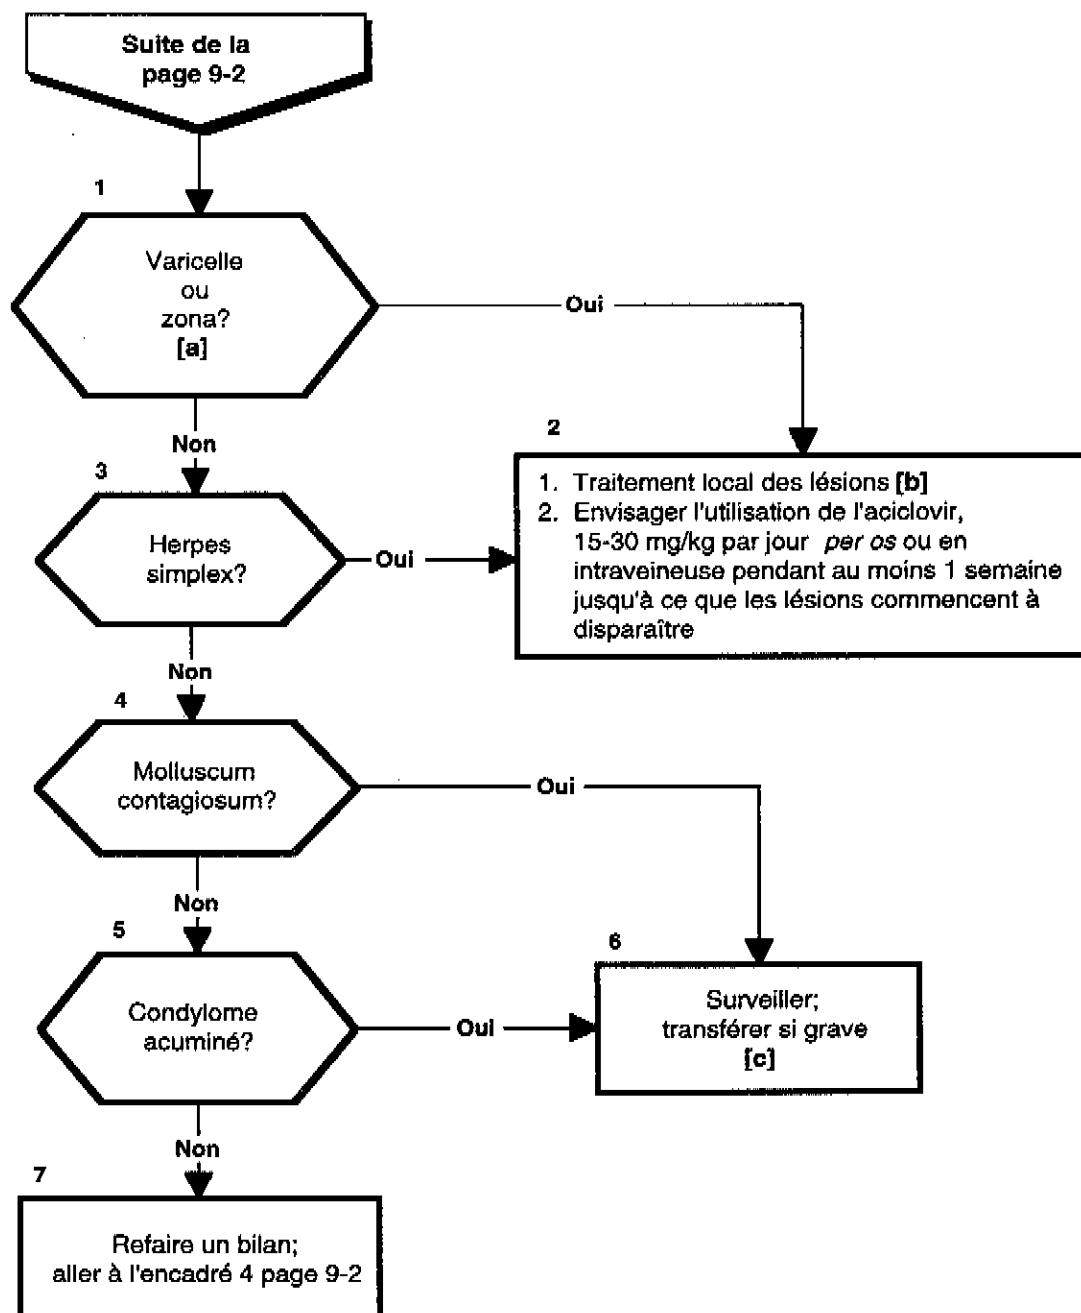 Suite de la
page 9-2
1
Varicelle
ou
zona?
[a]
Oui
Non
2
1. Traitement local des lésions [b]
2. Envisager l'utilisation de l'aciclovir,
15-30 mg/kg par jour per os ou en
intraveineuse pendant au moins 1 semaine
jusqu'à ce que les lésions commencent à
disparaître
3
Herpes
simplex?
Oui
Non
4
Molluscum
contagiosum?
Oui
Non
5
Condylome
acuminé?
Oui
6
Surveiller;
transférer si grave
[c]
Non
7
Refaire un bilan;
aller à l'encadré 4 page 9-2